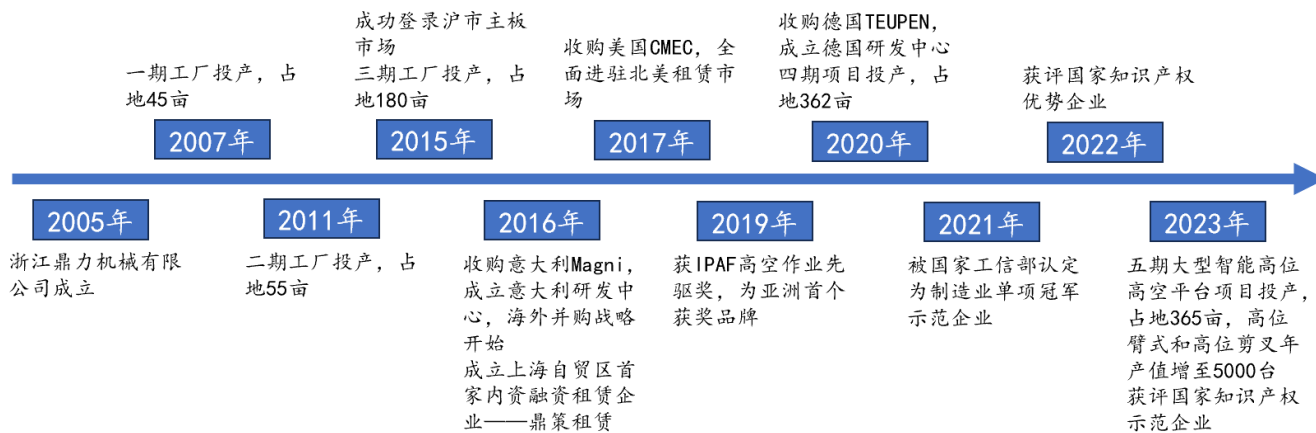 一期工厂投产，占
地45亩
2007年
成功登录沪市主板
市场
三期工厂投产，占
地180亩
2015年
收购美国CMEC，全
面进驻北美租赁市
场
2017年
收购德国TEUPEN，
成立德国研发中心
四期项目投产，占
地362亩
2020年
获评国家知识产权
优势企业
2022年
2005年
浙江鼎力机械有限
公司成立
2011年
二期工厂投产，占
地55亩
2016年
收购意大利Magni，
成立意大利研发中
心，海外并购战略
开始
成立上海自贸区首
家内资融资租赁企
业——鼎策租赁
2019年
获IPAF高空作业先
驱奖，为亚洲首个
获奖品牌
2021年
被国家工信部认定
为制造业单项冠军
示范企业
2023年
五期大型智能高位
高空平台项目投产，
占地365亩，高位
臂式和高位剪叉年
产值增至5000台
获评国家知识产权
示范企业